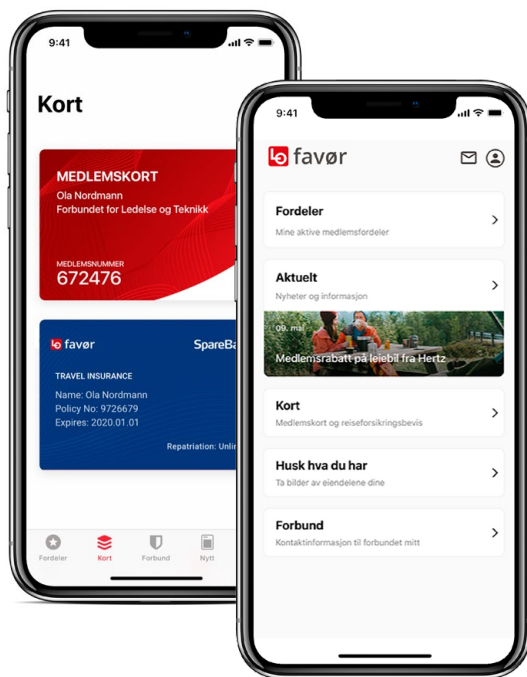 9:41
Kort
MEDLEMSKORT
Ola Nordmann
Forbundet for Ledelse og Teknikk
MEDLEMSNUMMER
672476
LO favør
TRAVEL INSURANCE
Name: Ola Nordmann
Policy No: 9726679
Expires: 2020.01.01
Repatriation:
Fordeler
Kort
Forbund
Nytt
9:41
LO favør
Fordeler
Mine aktive medlemsfordeler
Aktuelt
Nyheter og informasjon
09. mai
Medlemsrabatt på leiebil fra Hertz
Kort
Medlemskort og reiseforsikringsbevis
Husk hva du har
Ta bilder av eiendelene dine
Forbund
Kontaktinformasjon til forbundet mitt